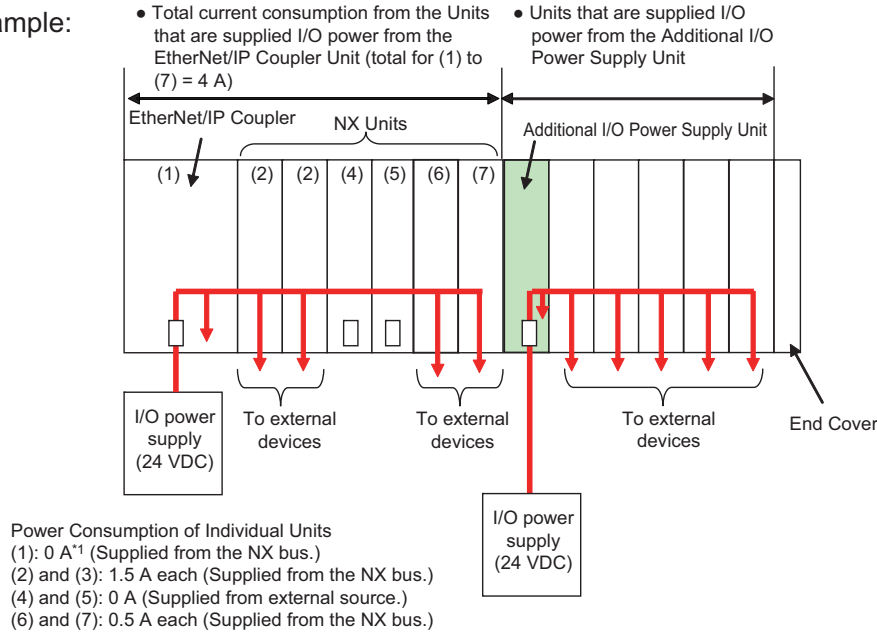 ample:
● Total current consumption from the Units
that are supplied I/O power from the
EtherNet/IP Coupler Unit (total for (1) to
(7) = 4 A)
● Units that are supplied I/O
power from the Additional I/O
Power Supply Unit
EtherNet/IP Coupler
NX Units
Additional I/O Power Supply Unit
(1) (2) (2) (4) (5) (6) (7)
I/O power
supply
(24 VDC)
To external
devices
To external
devices
To external
devices
End Cover
I/O power
supply
(24 VDC)
Power Consumption of Individual Units
(1): 0 A*1 (Supplied from the NX bus.)
(2) and (3): 1.5 A each (Supplied from the NX bus.)
(4) and (5): 0 A (Supplied from external source.)
(6) and (7): 0.5 A each (Supplied from the NX bus.)